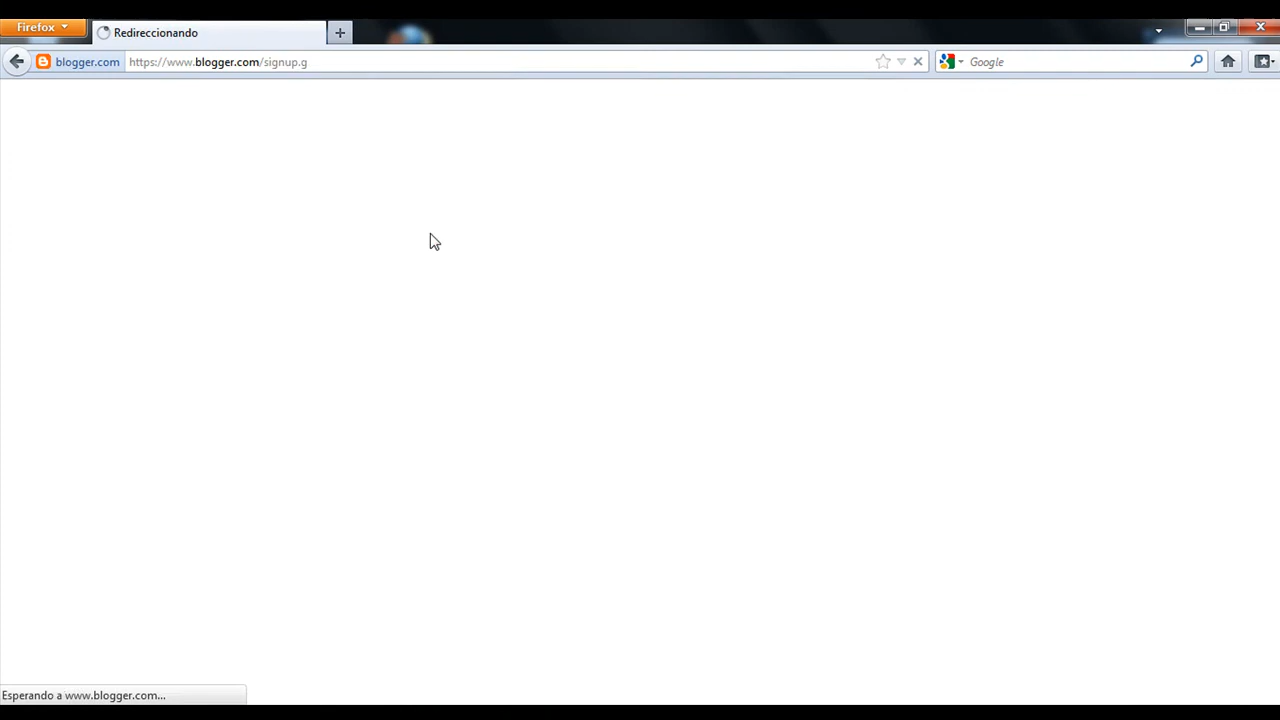 Firefox
Redireccionando
blogger.com https://www.blogger.com/signup.g
Google
Esperando a www.blogger.com...